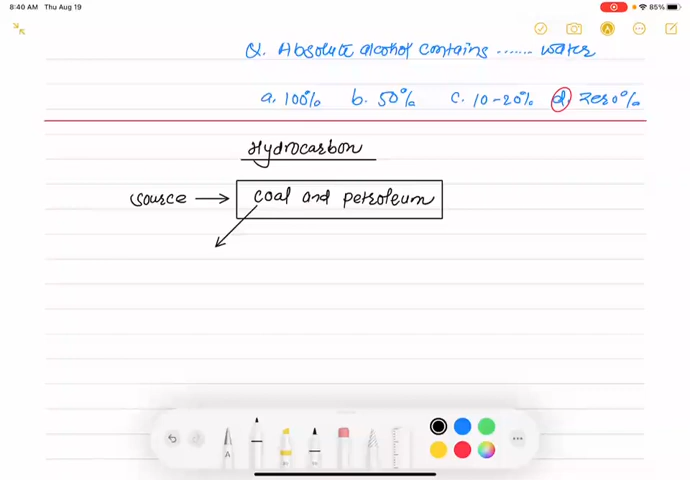 8:40 AM Thu Aug 19
85%
Q. Absolute alcohol contains ....... water
a. 100% b. 50% c. 10-20% d. zero%
Hydrocarbon
source → coal and petroleum
A